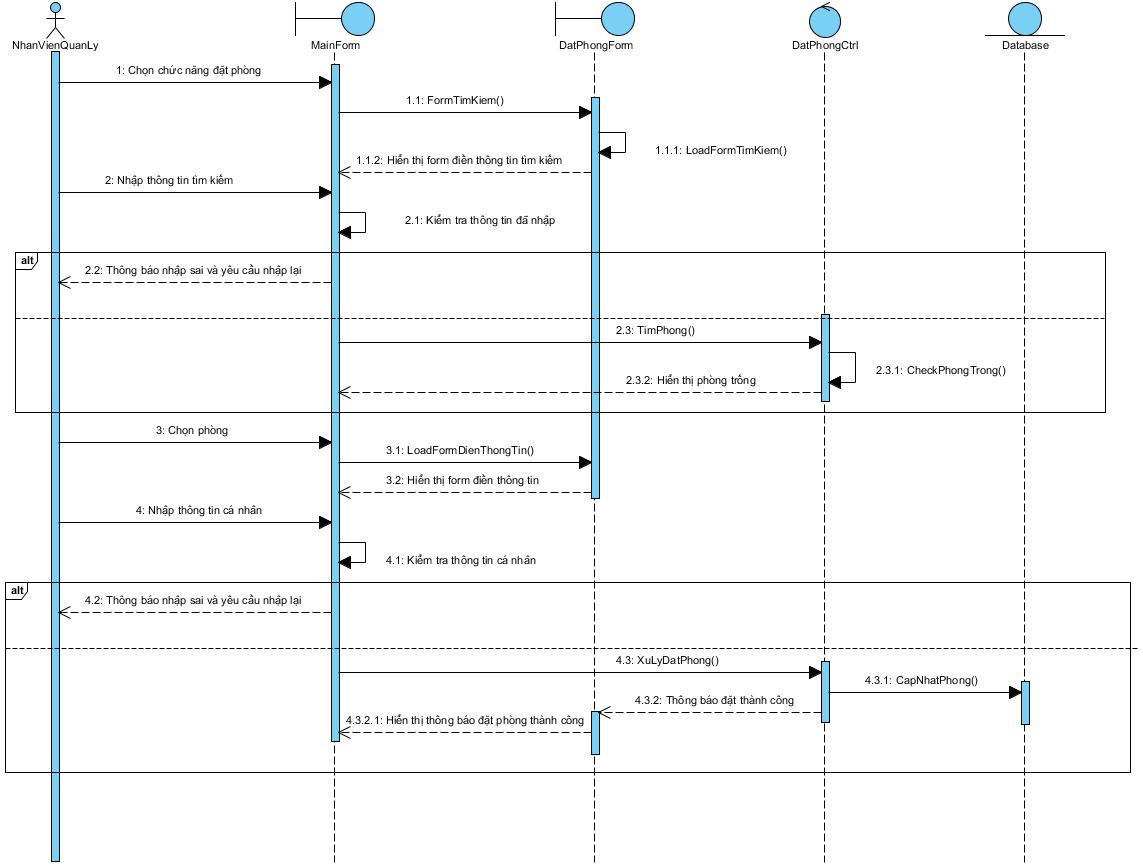 NhanVienQuanLy
MainForm
DatPhongForm
DatPhongCtrl
Database
1: Chọn chức năng đặt phòng
1.1: FormTimKiem()
1.1.1: LoadFormTimKiem()
1.1.2: Hiển thị form điền thông tin tìm kiếm
2: Nhập thông tin tìm kiếm
2.1: Kiểm tra thông tin đã nhập
alt
2.2: Thông báo nhập sai và yêu cầu nhập lại
2.3: TimPhong()
2.3.1: CheckPhongTrong()
2.3.2: Hiển thị phòng trống
3: Chọn phòng
3.1: LoadFormDienThongTin()
3.2: Hiển thị form điền thông tin
4: Nhập thông tin cá nhân
4.1: Kiểm tra thông tin cá nhân
alt
4.2: Thông báo nhập sai và yêu cầu nhập lại
4.3: XuLyDatPhong()
4.3.1: CapNhatPhong()
4.3.2: Thông báo đặt thành công
4.3.2.1: Hiển thị thông báo đặt phòng thành công